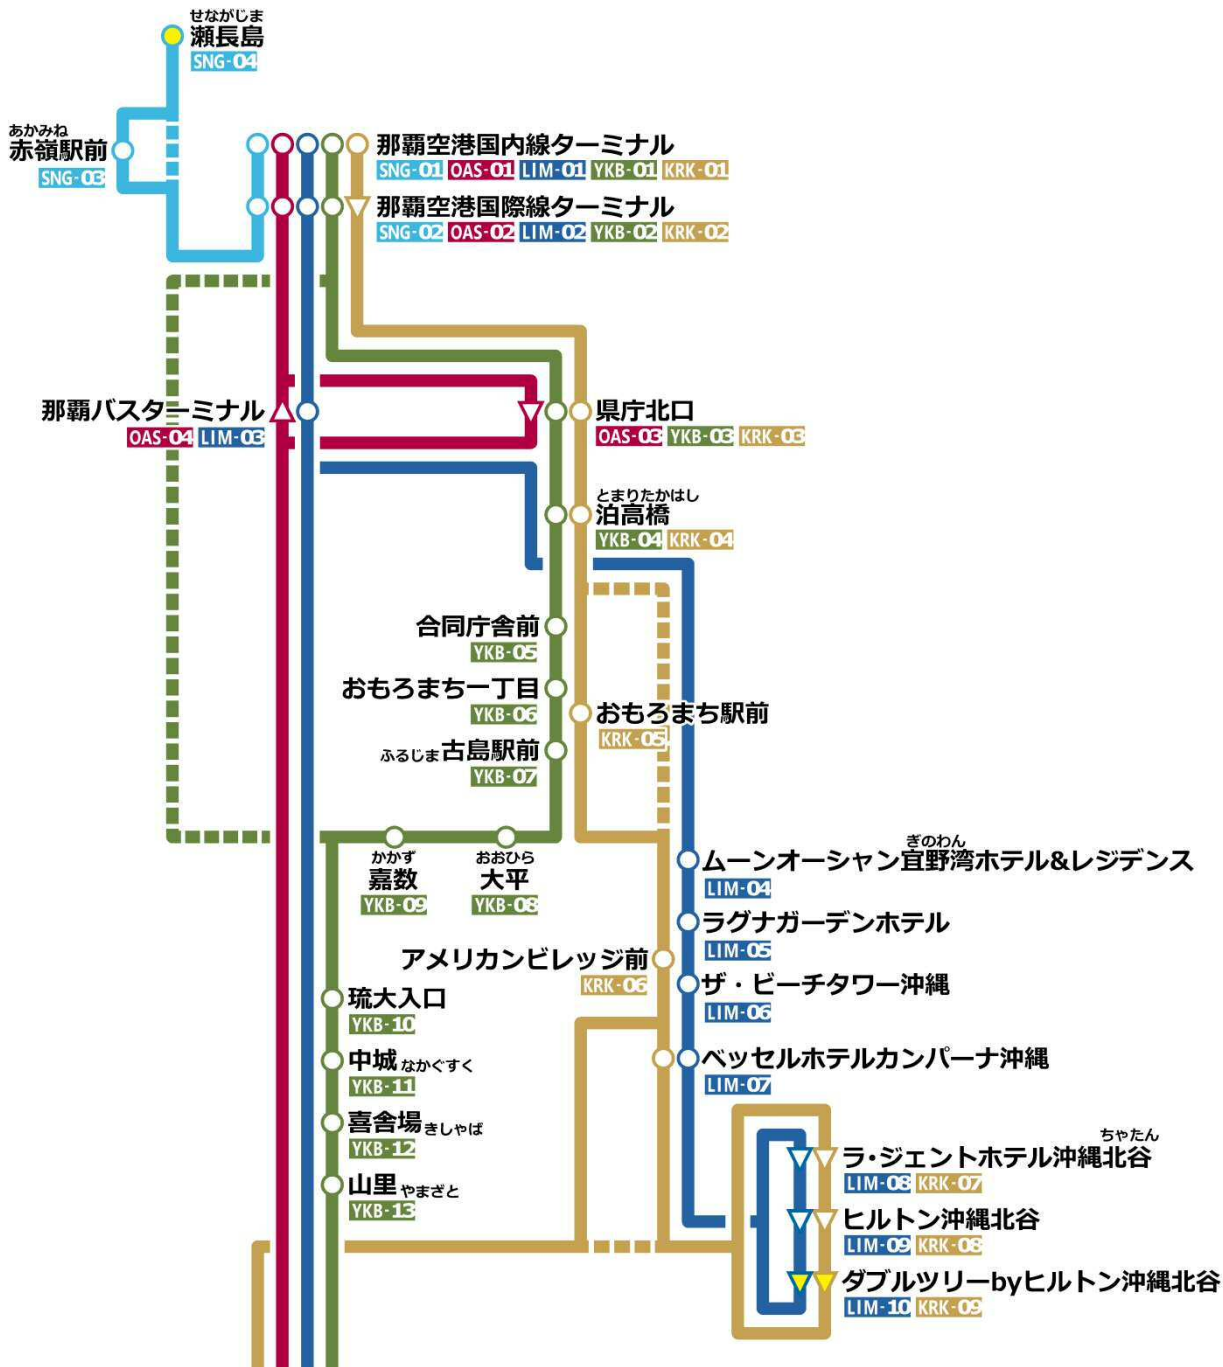 せながじま
瀬長島
SNG-04
あかみね
赤嶺駅前
SNG-03
那覇空港国内線ターミナル
SNG-01 OAS-01 LIM-01 YKB-01 KRK-01
那覇空港国際線ターミナル
SNG-02 OAS-02 LIM-02 YKB-02 KRK-02
那覇バスターミナル
OAS-04 LIM-03
県庁北口
OAS-03 YKB-03 KRK-03
とまりたかはし
泊高橋
YKB-04 KRK-04
合同庁舎前
YKB-05
おもろまち一丁目
YKB-06
おもろまち駅前
KRK-05
ふるじま古島駅前
YKB-07
かかず
嘉数
YKB-09
おおひら
大平
YKB-08
ぎのわん
ムーンオーシャン宜野湾ホテル&レジデンス
LIM-04
ラグナガーデンホテル
LIM-05
アメリカンビレッジ前
KRK-06
ザ・ビーチタワー沖縄
LIM-06
琉大入口
YKB-10
中城なかぐすく
YKB-11
ベッセルホテルカンパーナ沖縄
LIM-07
喜舎場きしゃば
YKB-12
山里やまざと
YKB-13
ちゃたん
ラ・ジェントホテル沖縄北谷
LIM-08 KRK-07
ヒルトン沖縄北谷
LIM-09 KRK-08
ダブルツリーbyヒルトン沖縄北谷
LIM-10 KRK-09